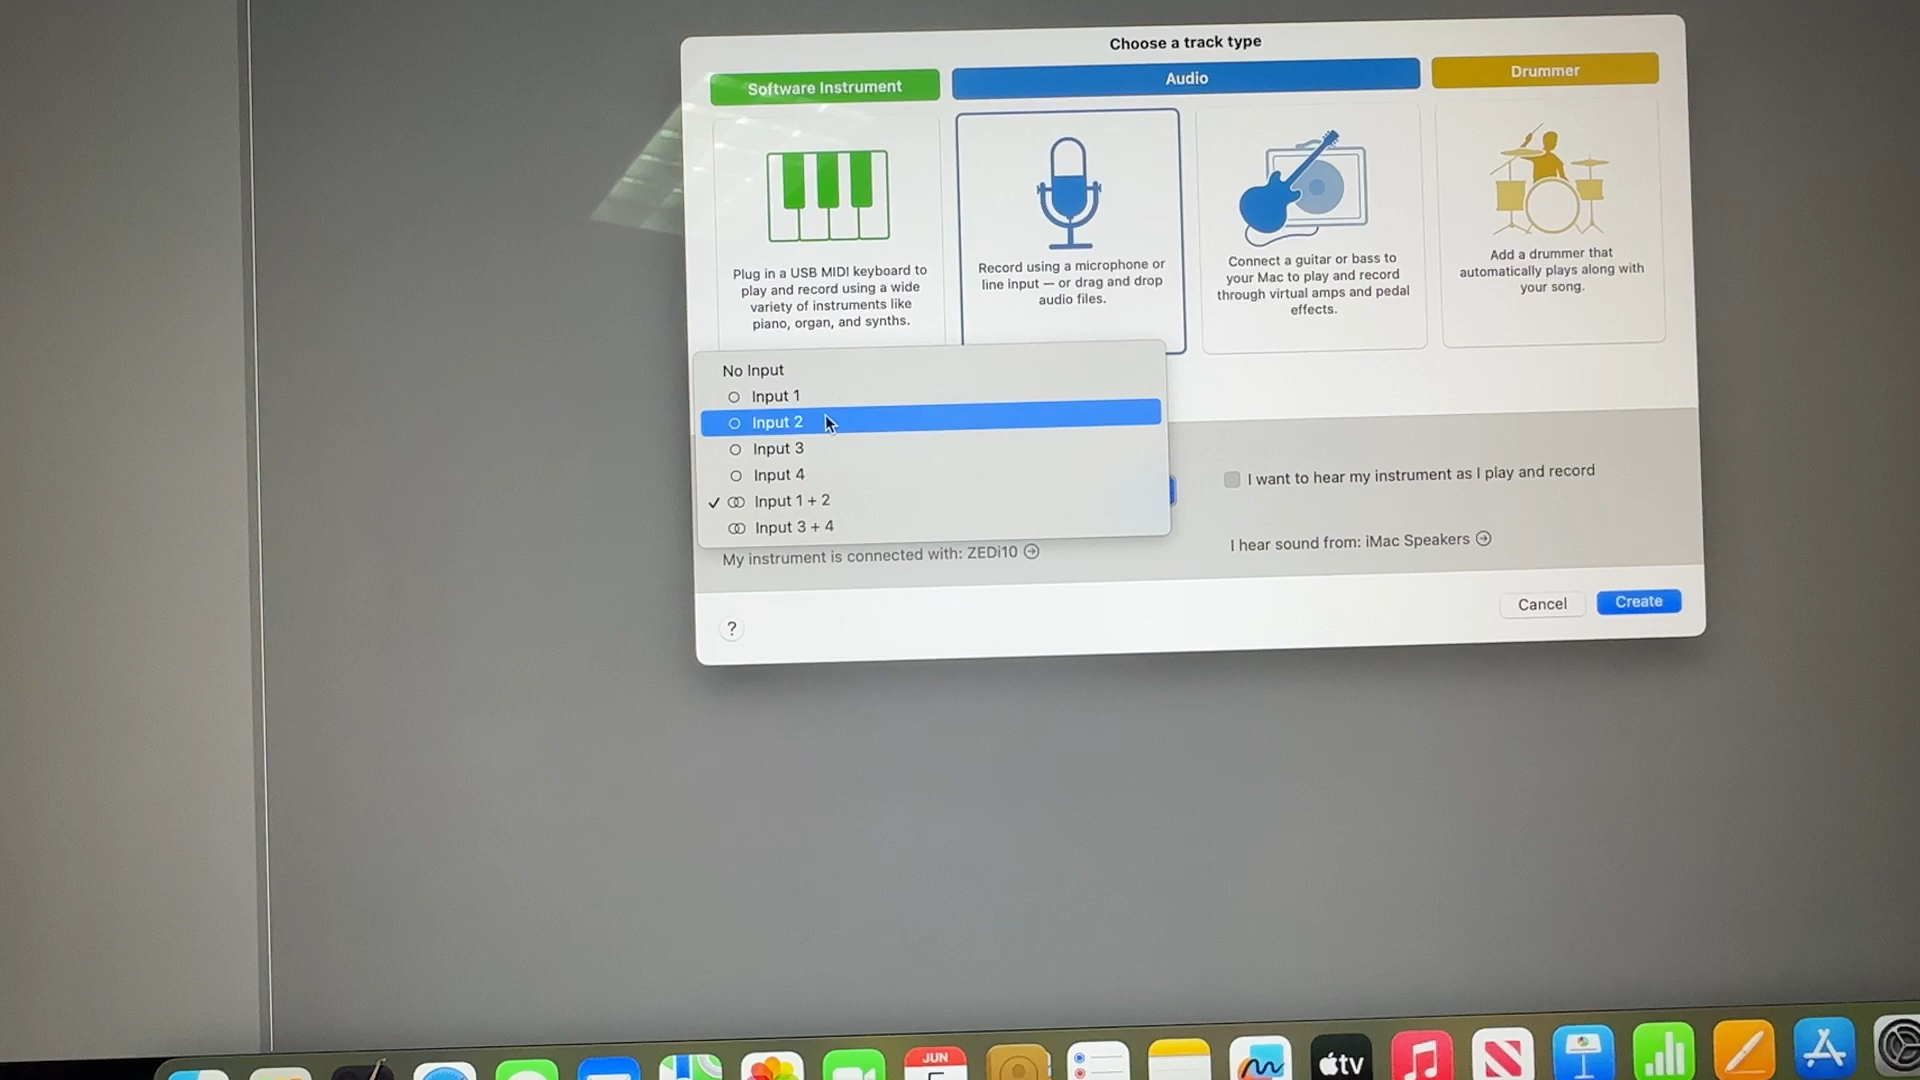 Choose a track type
Software Instrument
Audio
Drummer
Plug in a USB MIDI keyboard to
play and record using a wide
variety of instruments like
piano, organ, and synths.
Record using a microphone or
line input — or drag and drop
audio files.
Connect a guitar or bass to
your Mac to play and record
through virtual amps and pedal
effects.
Add a drummer that
automatically plays along with
your song.
No Input
Input 1
Input 2
Input 3
Input 4
✓ Input 1 + 2
Input 3 + 4
I want to hear my instrument as I play and record
My instrument is connected with: ZEDi10
I hear sound from: iMac Speakers
?
Cancel
Create
JUN
tv